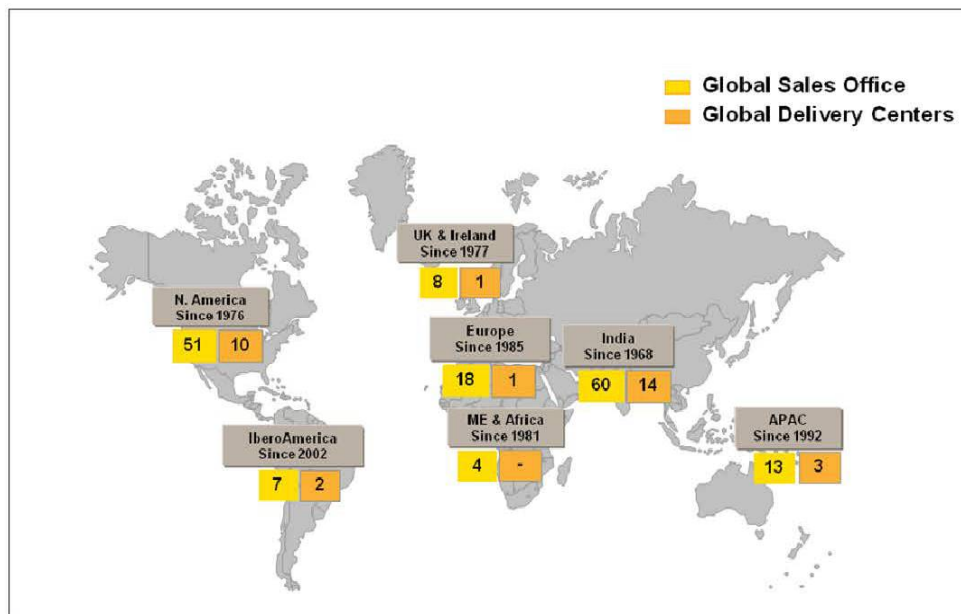 Global Sales Office
Global Delivery Centers
UK & Ireland
Since 1977
8 1
N. America
Since 1976
51 10
Europe
Since 1985
18 1
India
Since 1968
60 14
IberoAmerica
Since 2002
7 2
ME & Africa
Since 1981
4 -
APAC
Since 1992
13 3